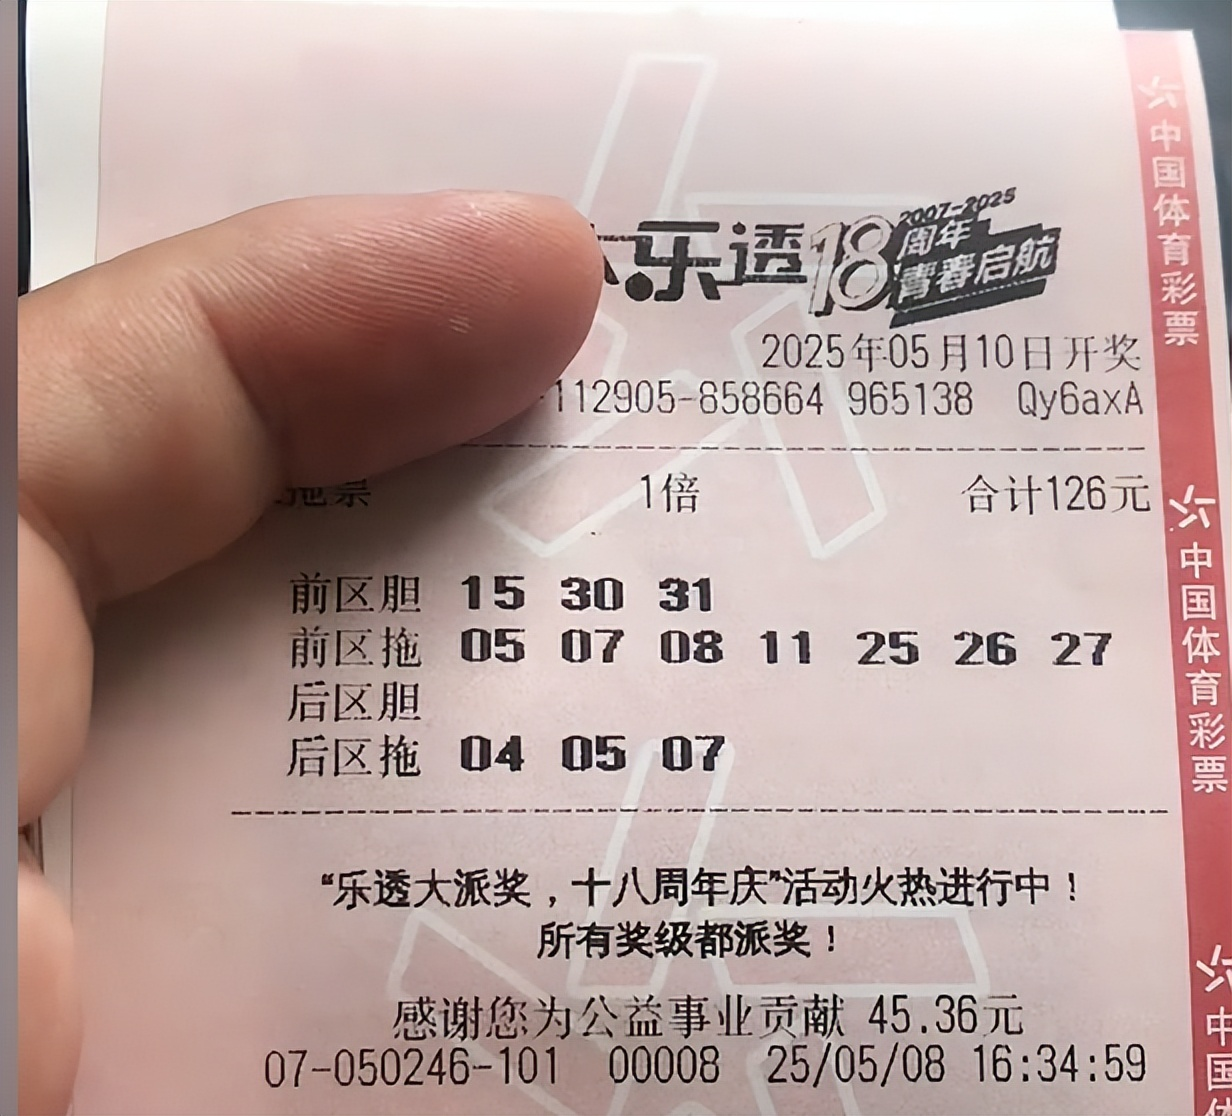 乐透18周年 2007-2025
青春启航
2025年05月10日开奖
-112905-858664 965138 Qy6axA
拖票 1倍 合计126元
前区胆 15 30 31
前区拖 05 07 08 11 25 26 27
后区胆
后区拖 04 05 07
“乐透大派奖，十八周年庆”活动火热进行中！
所有奖级都派奖！
感谢您为公益事业贡献 45.36元
07-050246-101 00008 25/05/08 16:34:59
中国体育彩票
中国体育彩票
中国体